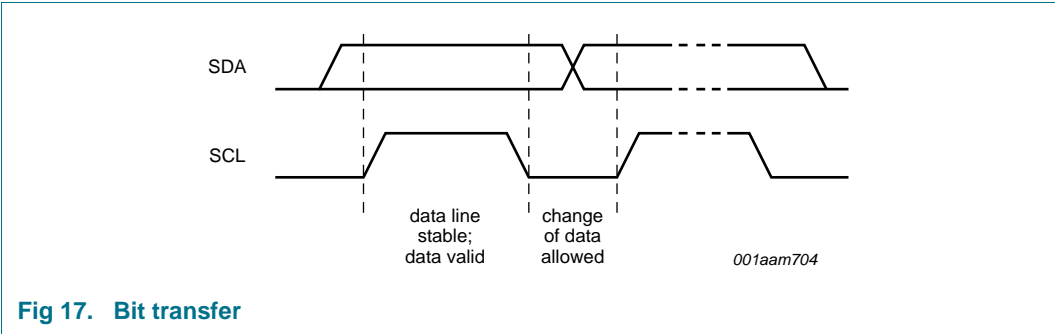 SDA
SCL
data line
stable;
data valid
change
of data
allowed
001aam704
Fig 17. Bit transfer